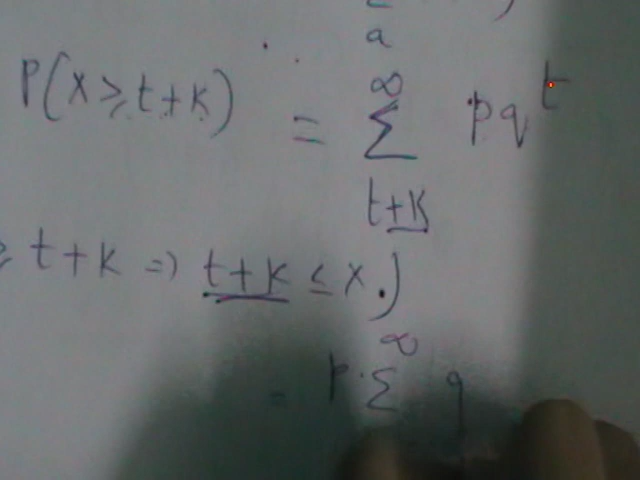 a
P(x ≥ t+k) = ∞ Σ t+k pq^t
≥ t+k => t+k ≤ x.)
= p. ∞ Σ q